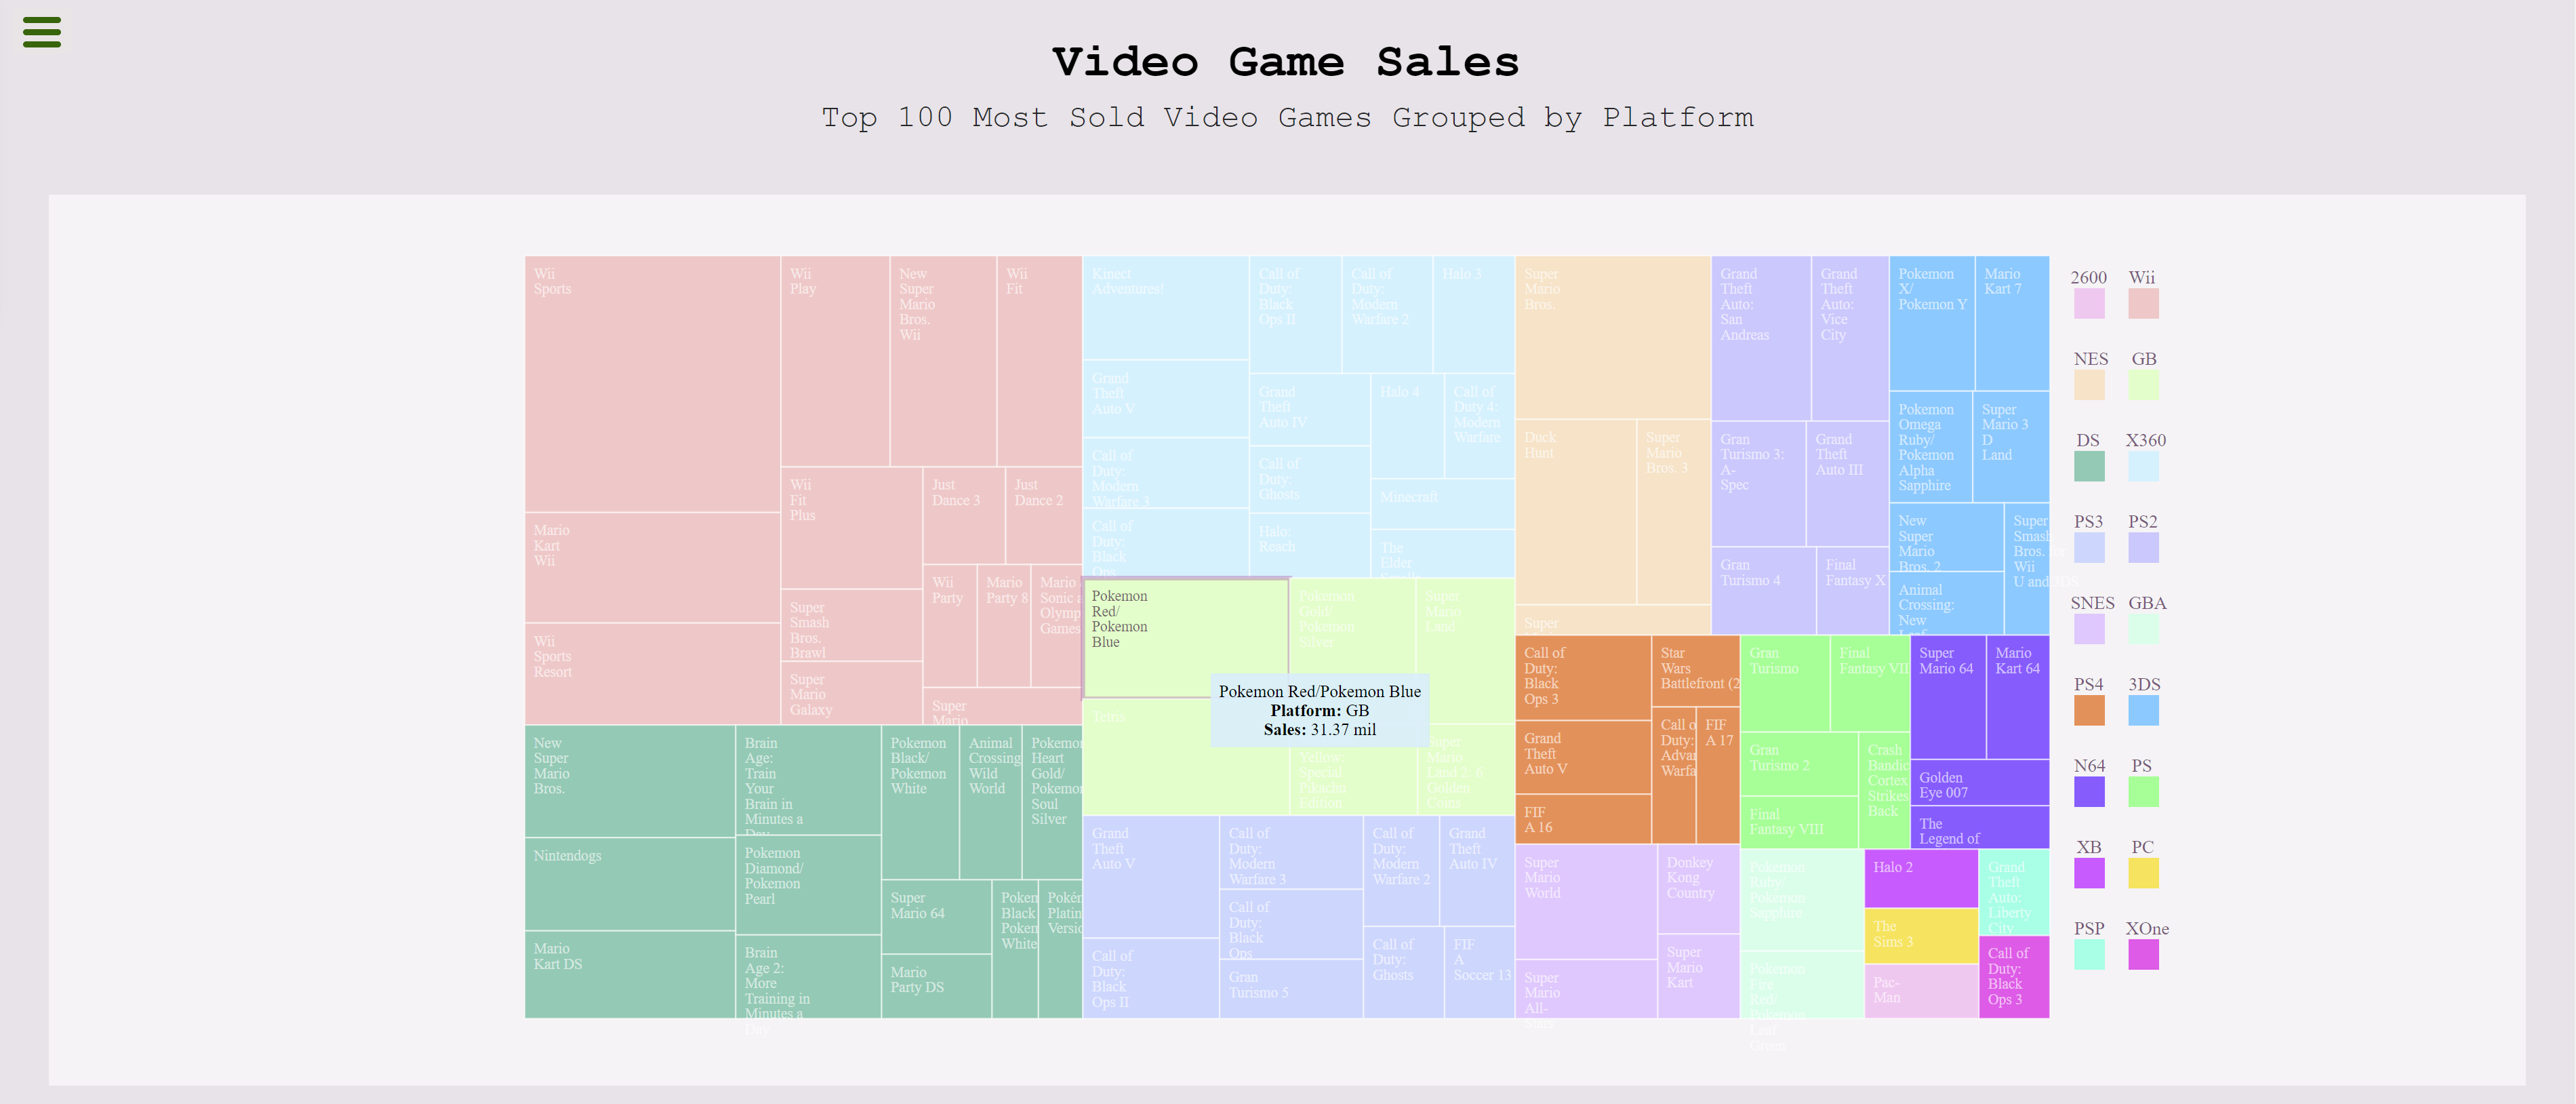 Video Game Sales
Top 100 Most Sold Video Games Grouped by Platform
Wii
Sports
Mario
Kart
Wii
Wii
Sports
Resort
Wii
Play
New
Super
Mario
Bros.
Wii
Wii
Fit
Wii
Fit
Plus
Just
Dance 3
Just
Dance 2
Super
Smash
Bros.
Brawl
Super
Mario
Galaxy
Wii
Party
Mario
Party 8
Mario
Sonic
Olymp
Games
Super
Mario
New
Super
Mario
Bros.
Nintendogs
Mario
Kart DS
Brain
Age:
Train
Your
Brain in
Minutes a
Day
Pokemon
Diamond/
Pokemon
Pearl
Brain
Age 2:
More
Training in
Minutes a
Day
Pokemon
Black/
Pokemon
White
Animal
Crossing
Wild
World
Pokemon
Heart
Gold/
Pokemon
Soul
Silver
Super
Mario 64
Mario
Party DS
Poken
Black
Poken
White
Pokén
Platin
Versio
Kinect
Adventures!
Grand
Theft
Auto V
Call of
Duty:
Modern
Warfare 3
Call of
Duty:
Black
Ops
Call of
Duty:
Black
Ops II
Call of
Duty:
Modern
Warfare 2
Halo 3
Grand
Theft
Auto IV
Call of
Duty:
Ghosts
Halo:
Reach
Halo 4
Call of
Duty 4:
Modern
Warfare
Minecraft
The
Elder
Pokemon
Red/
Pokemon
Blue
Pokemon
Gold/
Pokemon
Silver
Super
Mario
Land
Tetris
Yellow:
Special
Pikachu
Edition
Super
Mario
Land 2: 6
Golden
Coins
Pokemon Red/Pokemon Blue
Platform: GB
Sales: 31.37 mil
Grand
Theft
Auto V
Call of
Duty:
Black
Ops II
Call of
Duty:
Modern
Warfare 3
Call of
Duty:
Black
Ops
Gran
Turismo 5
Call of
Duty:
Modern
Warfare 2
Grand
Theft
Auto IV
Call of
Duty:
Ghosts
FIF
A
Soccer 13
Super
Mario
Bros.
Duck
Hunt
Super
Mario
Bros. 3
Super
Grand
Theft
Auto:
San
Andreas
Grand
Theft
Auto:
Vice
City
Gran
Turismo 3:
A-
Spec
Grand
Theft
Auto III
Gran
Turismo 4
Final
Fantasy X
Pokemon
X/
Pokemon Y
Mario
Kart 7
Pokemon
Omega
Ruby/
Pokemon
Alpha
Sapphire
Super
Mario 3
D
Land
New
Super
Mario
Bros. 2
Animal
Crossing:
New
Leaf
Super
Smash
Bros. for
Wii
U and 3DS
Call of
Duty:
Black
Ops 3
Grand
Theft
Auto V
FIF
A 16
Star
Wars
Battlefront (2
Call o
Duty:
Advan
Warfa
FIF
A 17
Gran
Turismo
Final
Fantasy VII
Gran
Turismo 2
Final
Fantasy VIII
Crash
Bandic
Cortex
Strikes
Back
Super
Mario 64
Mario
Kart 64
Golden
Eye 007
The
Legend of
Super
Mario
World
Super
Mario
All-
Stars
Donkey
Kong
Country
Super
Mario
Kart
Pokemon
Ruby/
Pokemon
Sapphire
Pokemon
Fire
Red/
Pokemon
Leaf
Green
Halo 2
The
Sims 3
Pac-
Man
Grand
Theft
Auto:
Liberty
City
Call of
Duty:
Black
Ops 3
2600 Wii
NES GB
DS X360
PS3 PS2
SNES GBA
PS4 3DS
N64 PS
XB PC
PSP XOne